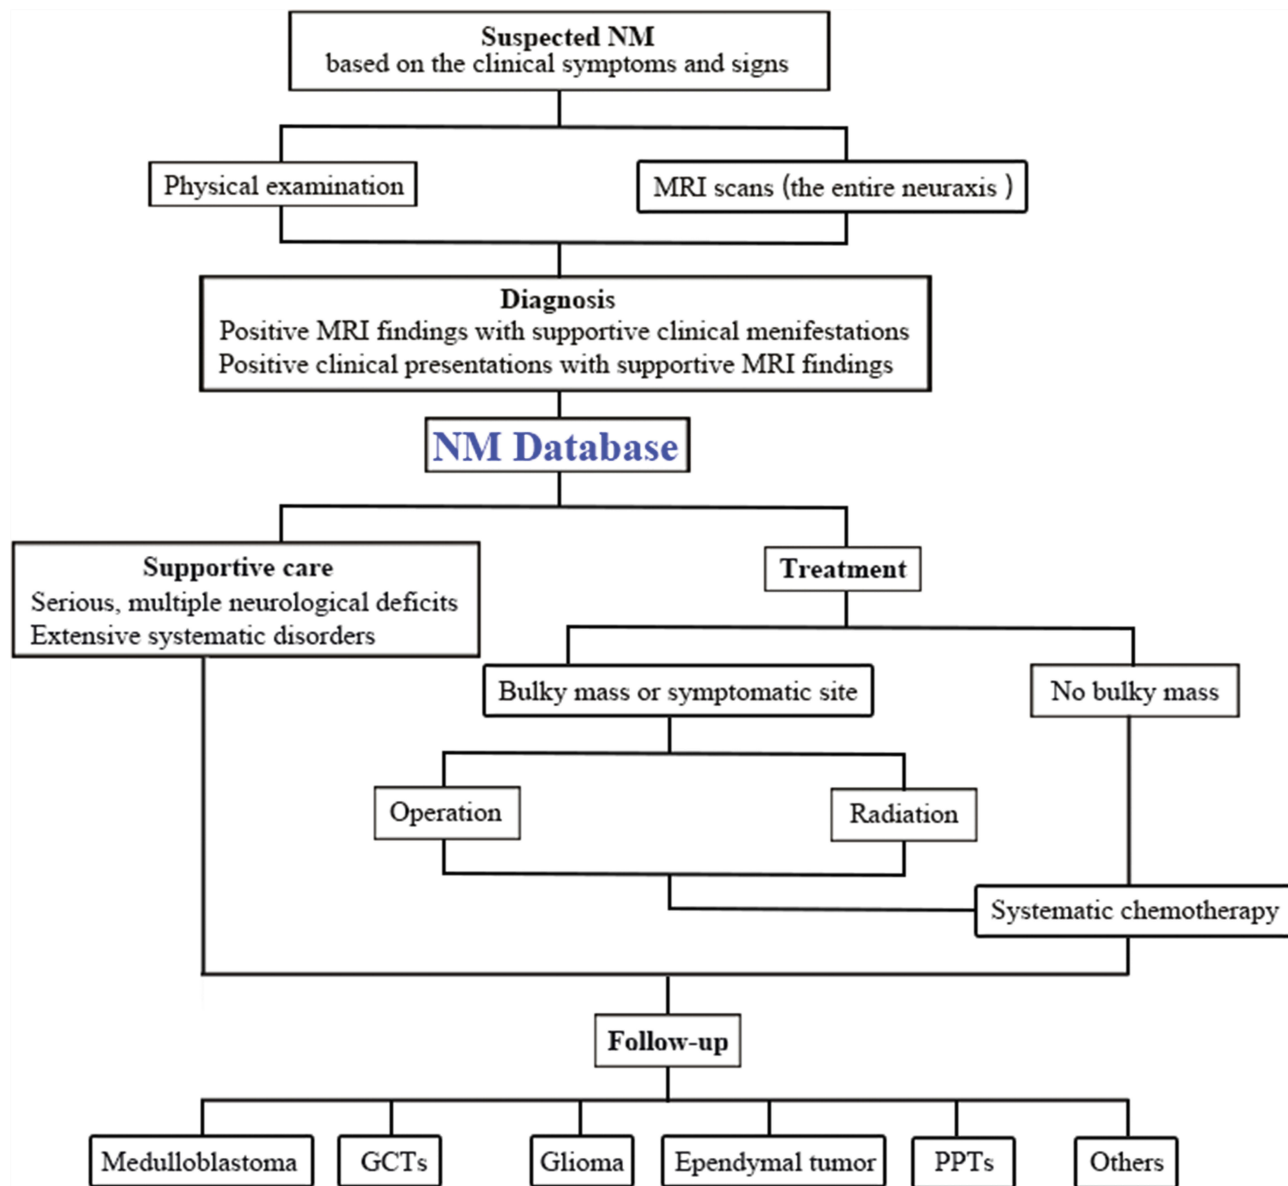 Suspected NM
based on the clinical symptoms and signs
Physical examination
MRI scans (the entire neuraxis )
Diagnosis
Positive MRI findings with supportive clinical menifestations
Positive clinical presentations with supportive MRI findings
NM Database
Supportive care
Serious, multiple neurological deficits
Extensive systematic disorders
Treatment
Bulky mass or symptomatic site
No bulky mass
Operation
Radiation
Systematic chemotherapy
Follow-up
Medulloblastoma
GCTs
Glioma
Ependymal tumor
PPTs
Others